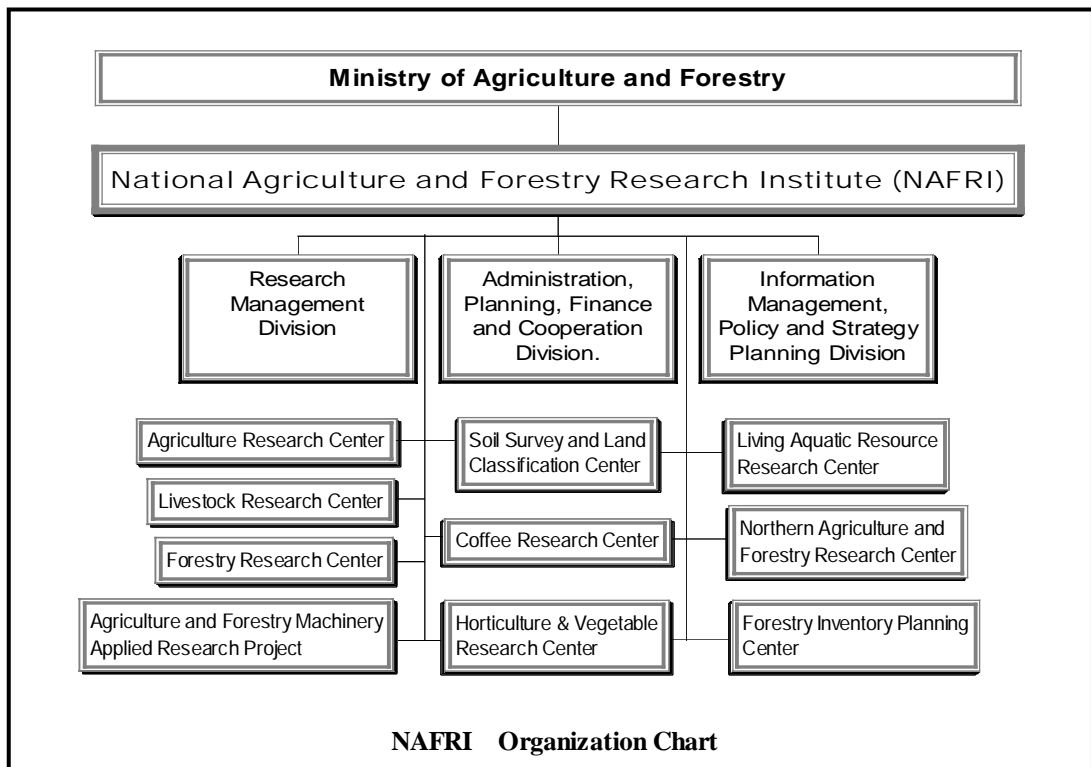 Ministry of Agriculture and Forestry
National Agriculture and Forestry Research Institute (NAFRI)
Research
Management
Division
Administration,
Planning, Finance
and Cooperation
Division.
Information
Management,
Policy and Strategy
Planning Division
Agriculture Research Center
Soil Survey and Land
Classification Center
Living Aquatic Resource
Research Center
Livestock Research Center
Forestry Research Center
Coffee Research Center
Northern Agriculture and
Forestry Research Center
Agriculture and Forestry Machinery
Applied Research Project
Horticulture & Vegetable
Research Center
Forestry Inventory Planning
Center
NAFRI Organization Chart